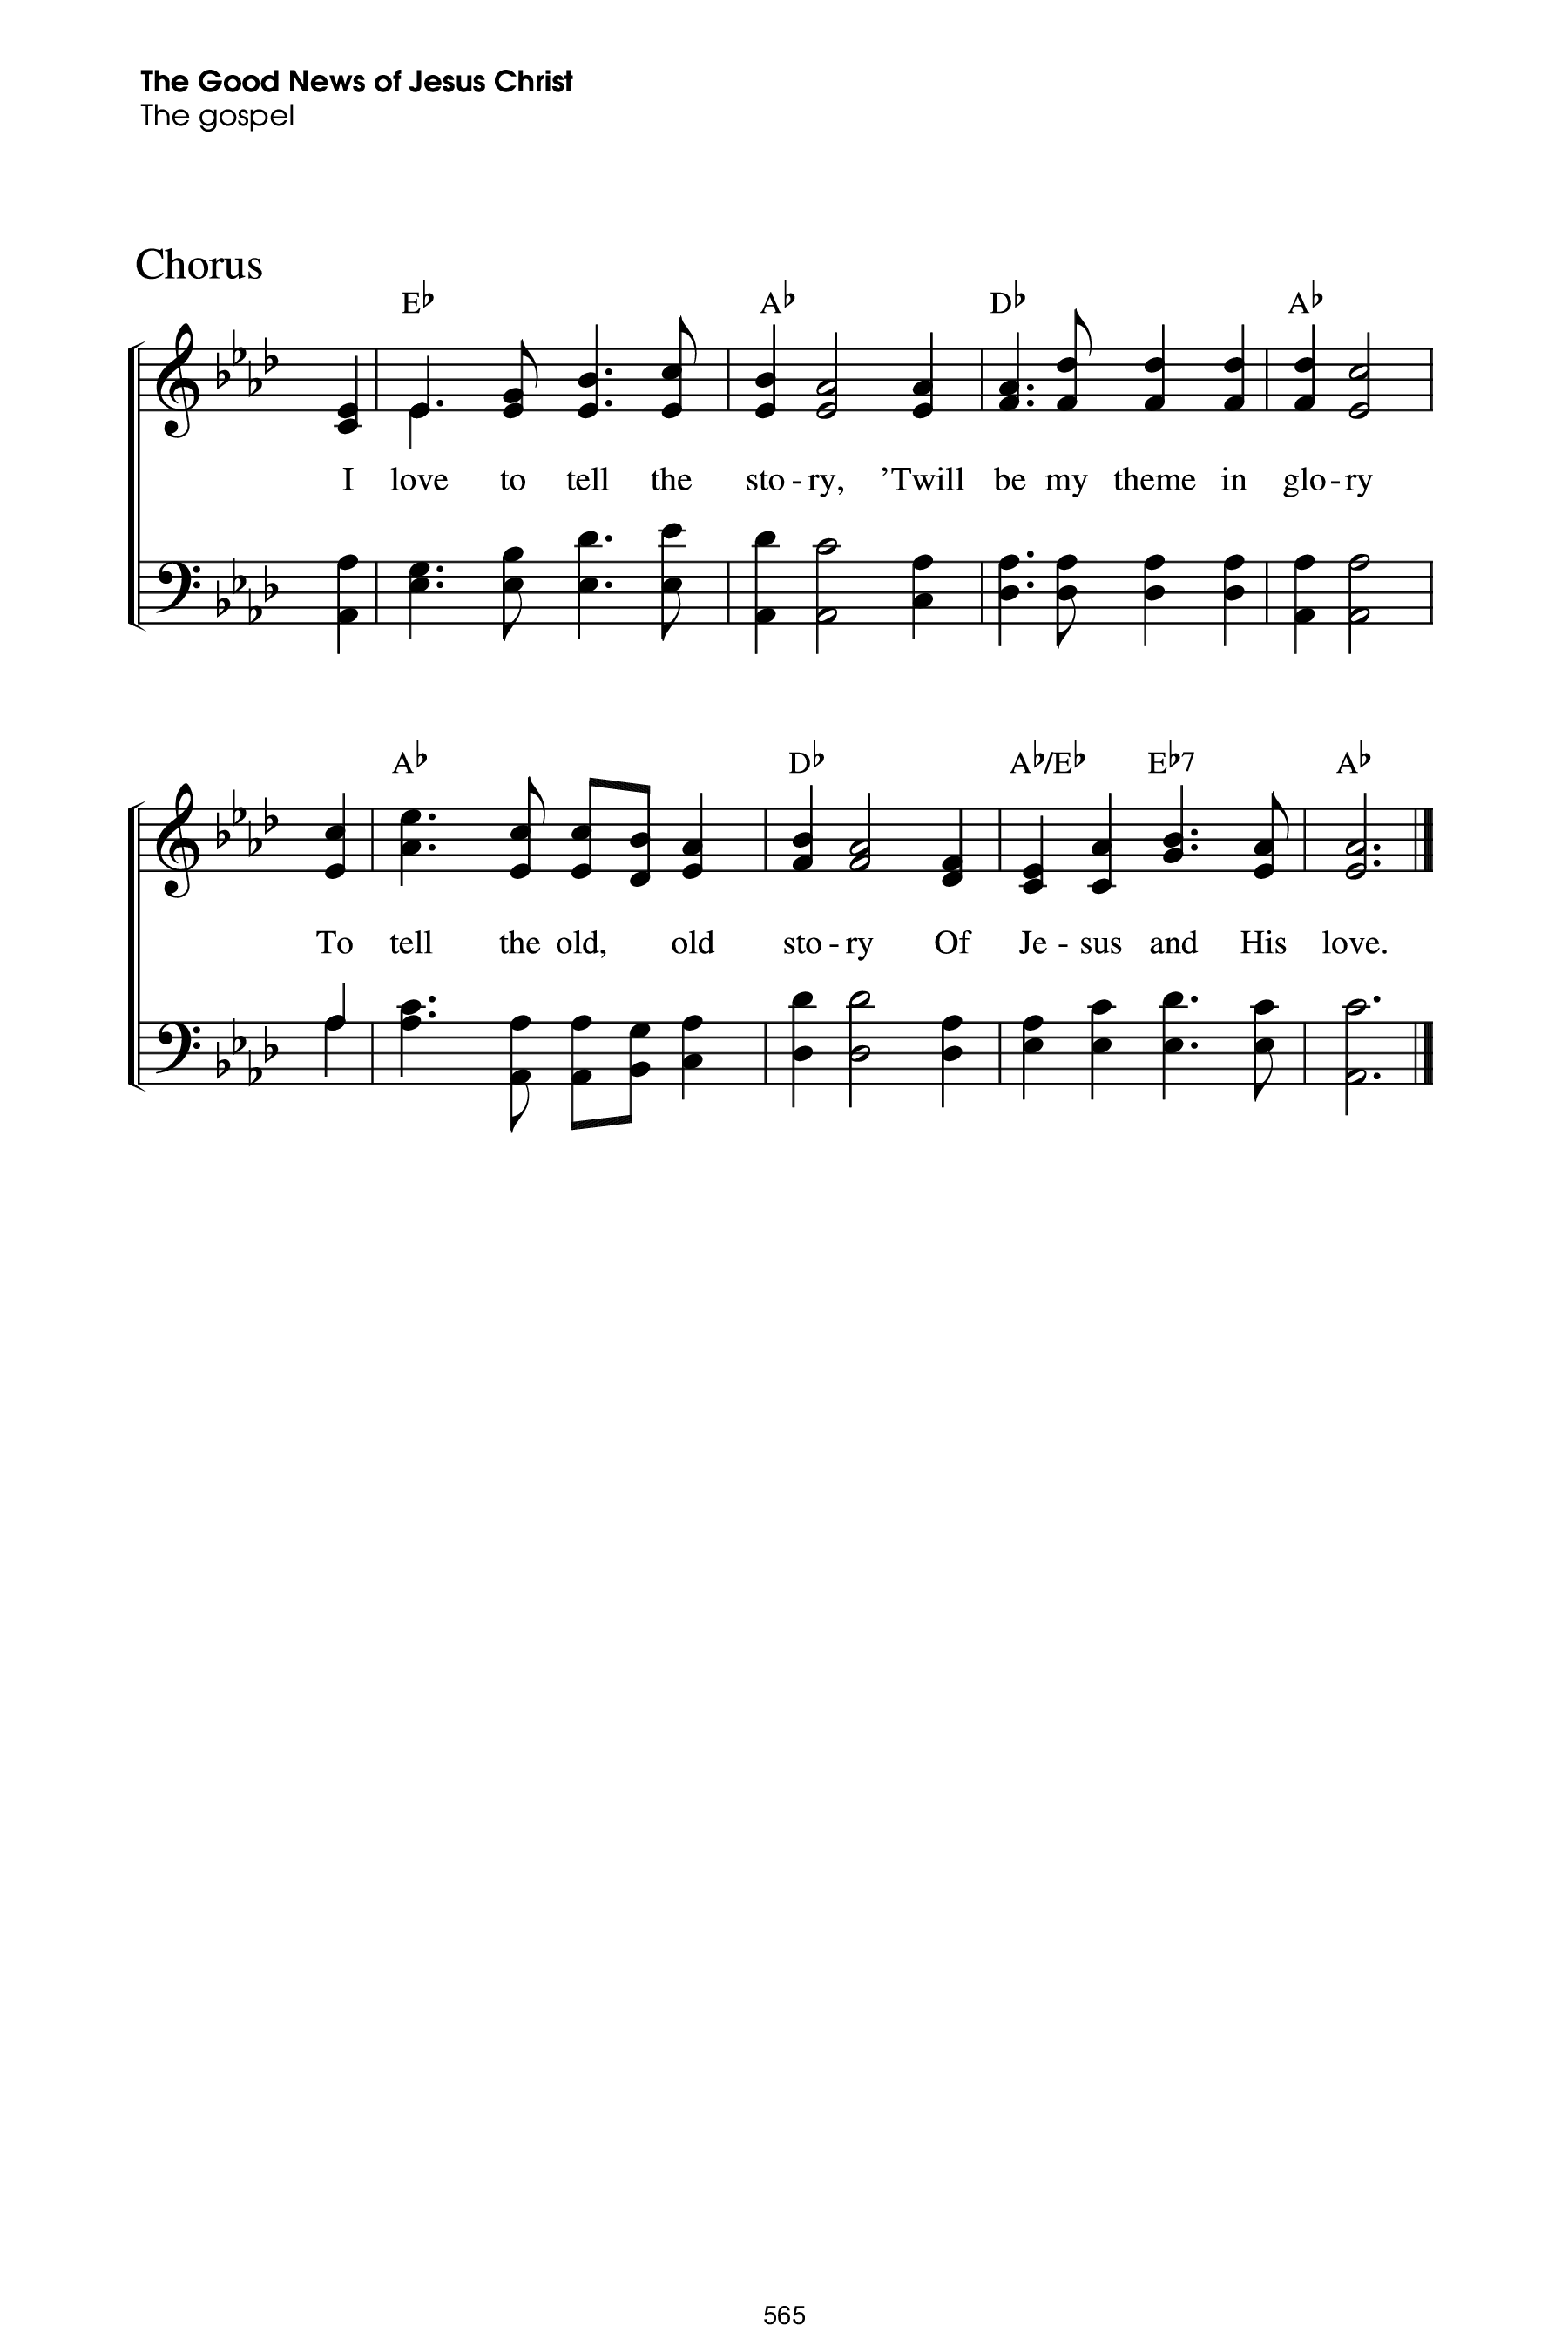 The Good News of Jesus Christ
The gospel
Chorus
E♭ A♭ D♭ A♭
I love to tell the sto - ry, ’Twill be my theme in glo - ry
A♭ D♭ A♭/E♭ E♭7 A♭
To tell the old, old sto - ry Of Je - sus and His love.
565